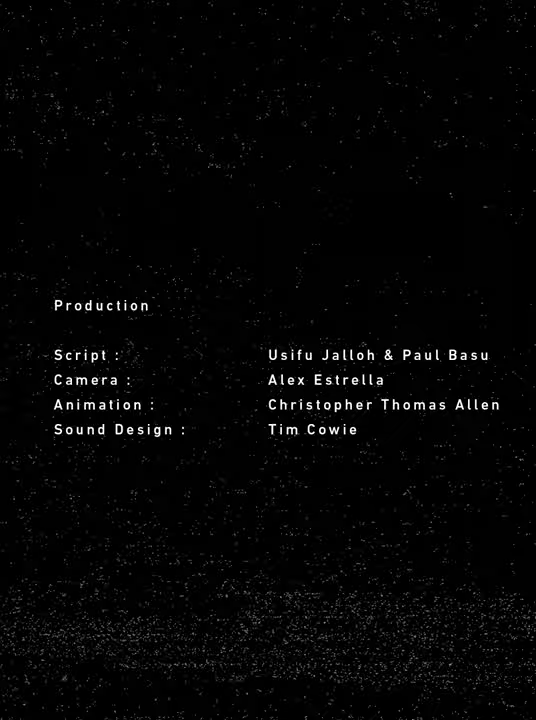 Production
Script : Usifu Jalloh & Paul Basu
Camera : Alex Estrella
Animation : Christopher Thomas Allen
Sound Design : Tim Cowie